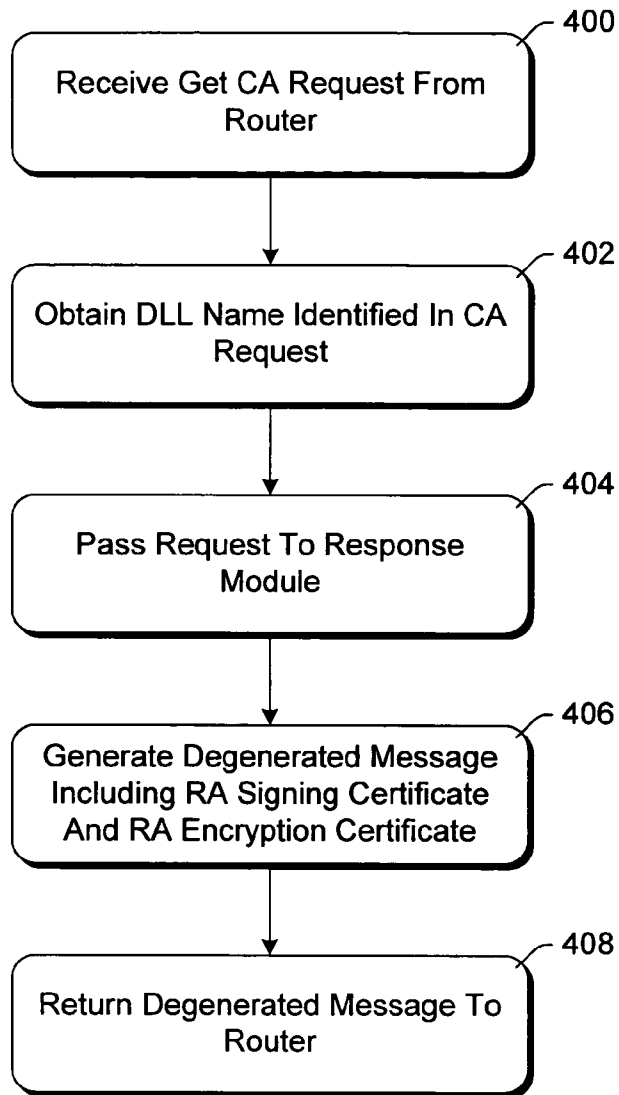 400
Receive Get CA Request From
Router
402
Obtain DLL Name Identified In CA
Request
404
Pass Request To Response
Module
406
Generate Degenerated Message
Including RA Signing Certificate
And RA Encryption Certificate
408
Return Degenerated Message To
Router